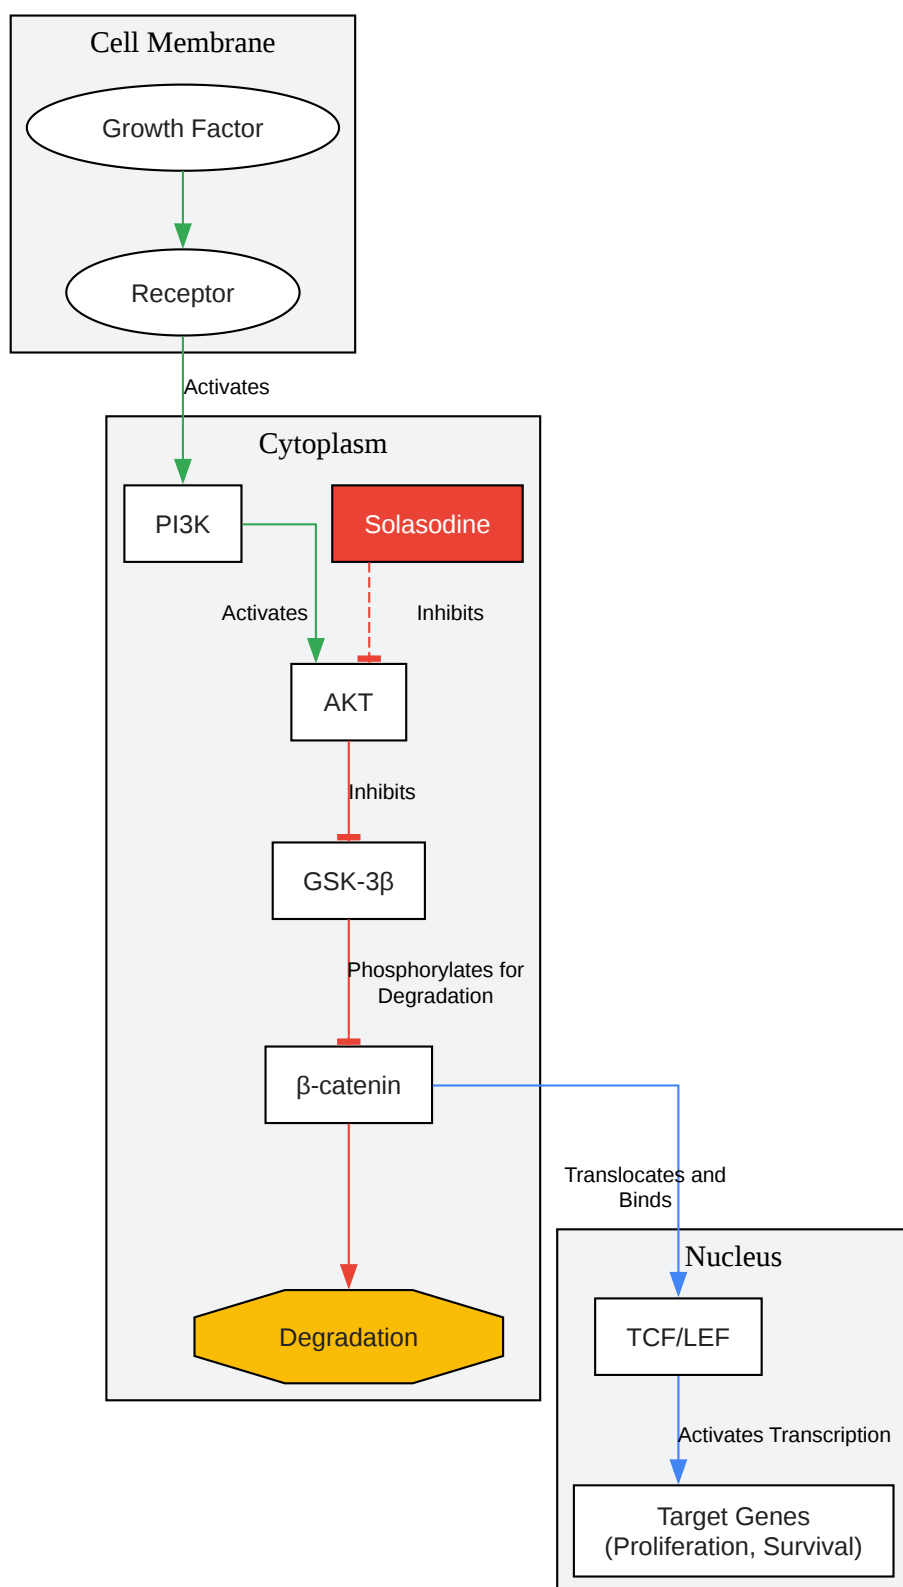 Cell Membrane
Growth Factor
Receptor
Activates
Cytoplasm
PI3K
Solasodine
Activates
Inhibits
AKT
Inhibits
GSK-3β
Phosphorylates for
Degradation
β-catenin
Translocates and
Binds
Nucleus
Degradation
TCF/LEF
Activates Transcription
Target Genes
(Proliferation, Survival)